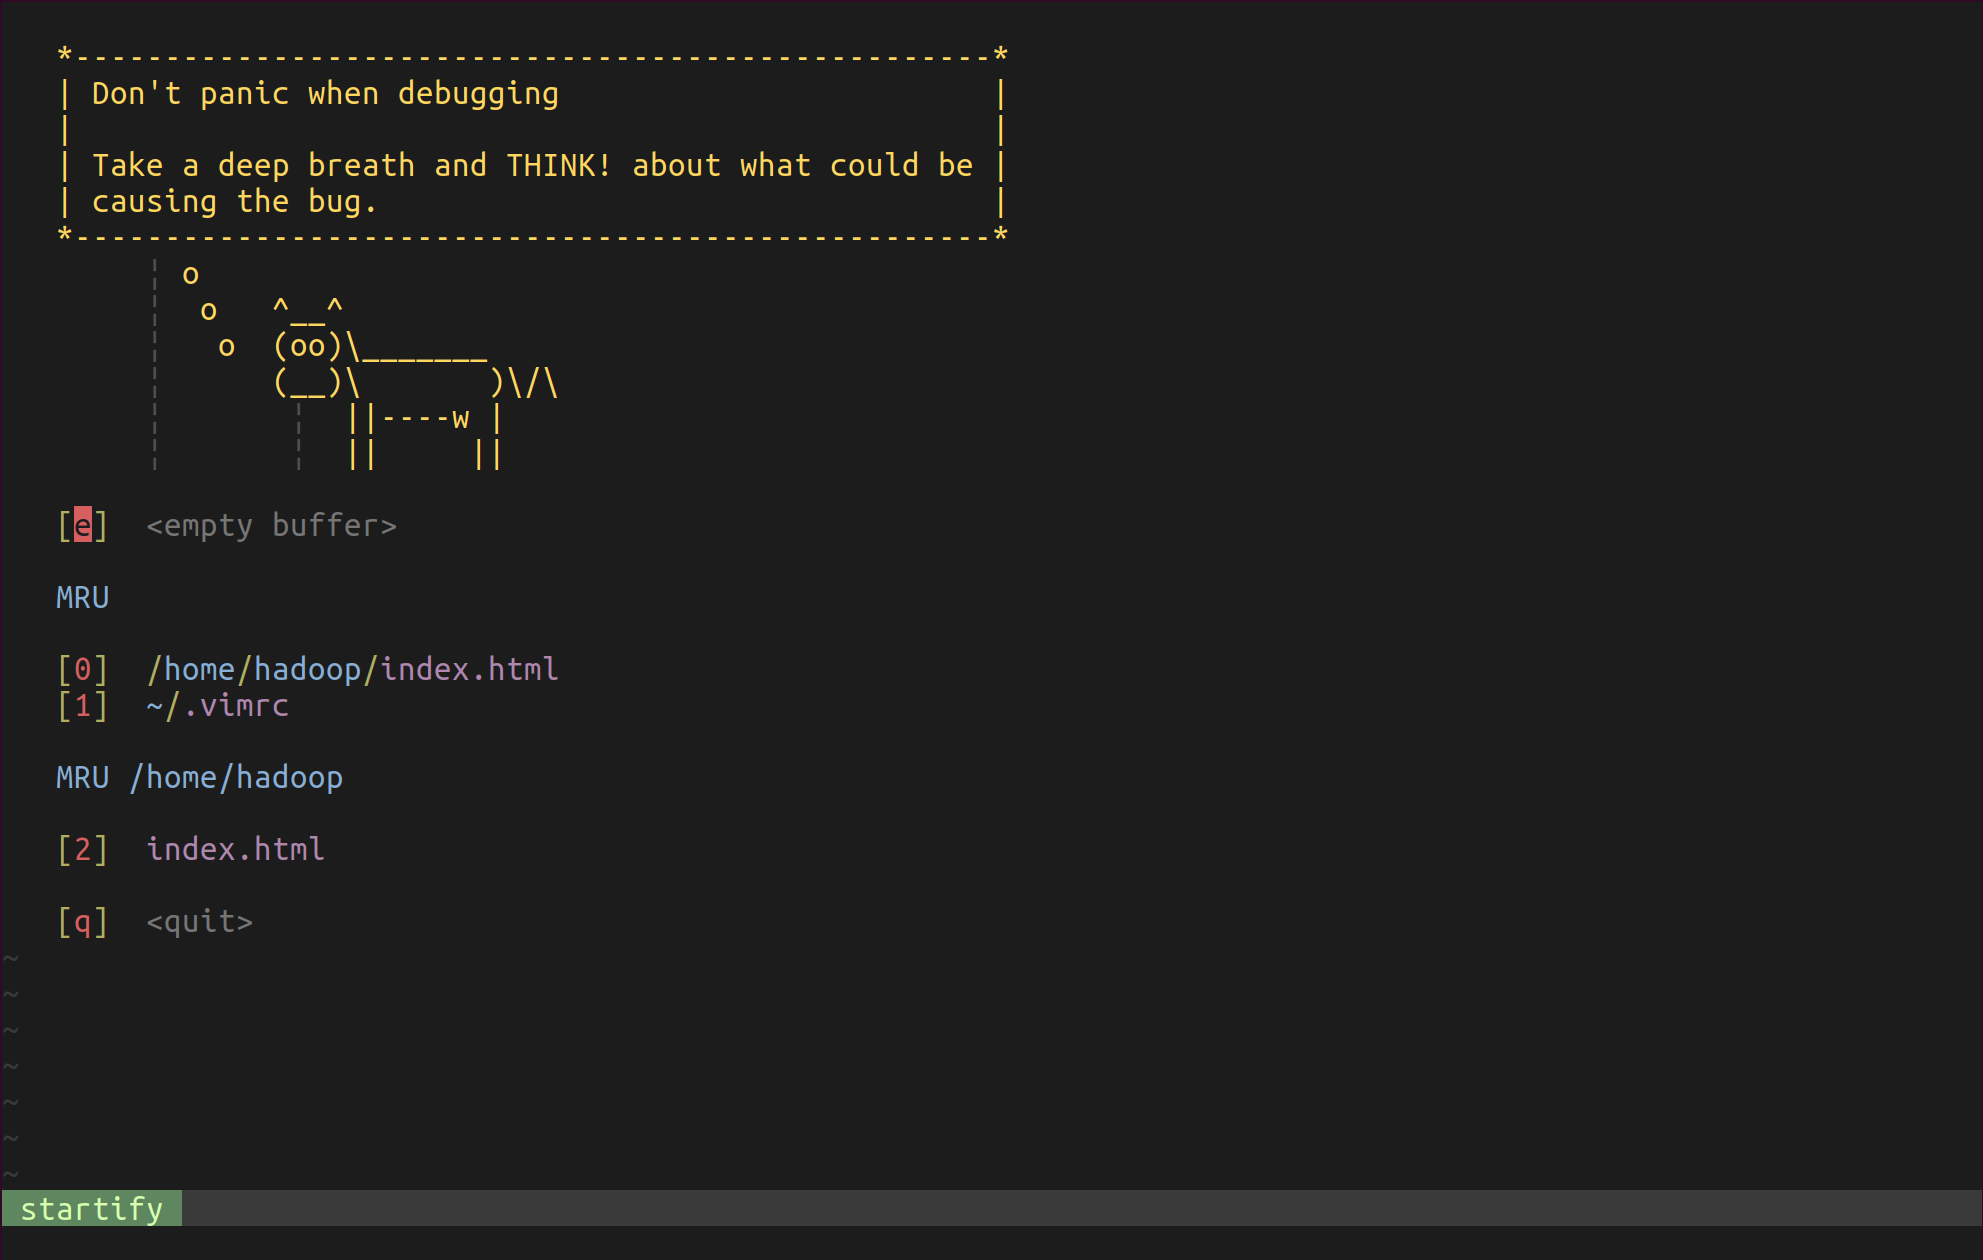 *---------------------------------------------------*
| Don't panic when debugging                        |
|                                                   |
| Take a deep breath and THINK! about what could be |
| causing the bug.                                  |
*---------------------------------------------------*
     ¦ o
     ¦  o   ^__^
     ¦   o  (oo)\_______
     ¦      (__)\       )\/\
     ¦       ¦  ||----w |
     ¦       ¦  ||     ||
[e]  <empty buffer>
MRU
[0]  /home/hadoop/index.html
[1]  ~/.vimrc
MRU /home/hadoop
[2]  index.html
[q]  <quit>
~
~
~
~
~
~
~
startify